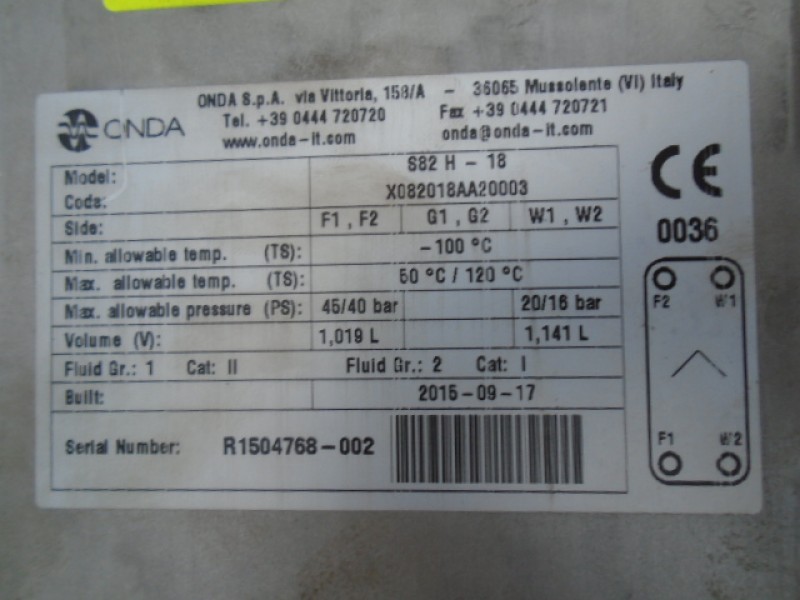 ONDA
ONDA S.p.A. via Vittoria, 158/A - 36065 Mussolente (VI) Italy
Tel. +39 0444 720720 Fax +39 0444 720721
www.onda-it.com onda@onda-it.com
Model: S82 H - 18
Code: X082018AA20003
Side: F1 , F2 G1 , G2 W1 , W2
Min. allowable temp. (TS): -100 °C
Max. allowable temp. (TS): 50 °C / 120 °C
Max. allowable pressure (PS): 45/40 bar 20/16 bar
Volume (V): 1,019 L 1,141 L
Fluid Gr.: 1 Cat: II Fluid Gr.: 2 Cat: I
Built: 2015-09-17
Serial Number: R1504768-002
CE
0036
F2 W1
F1 W2